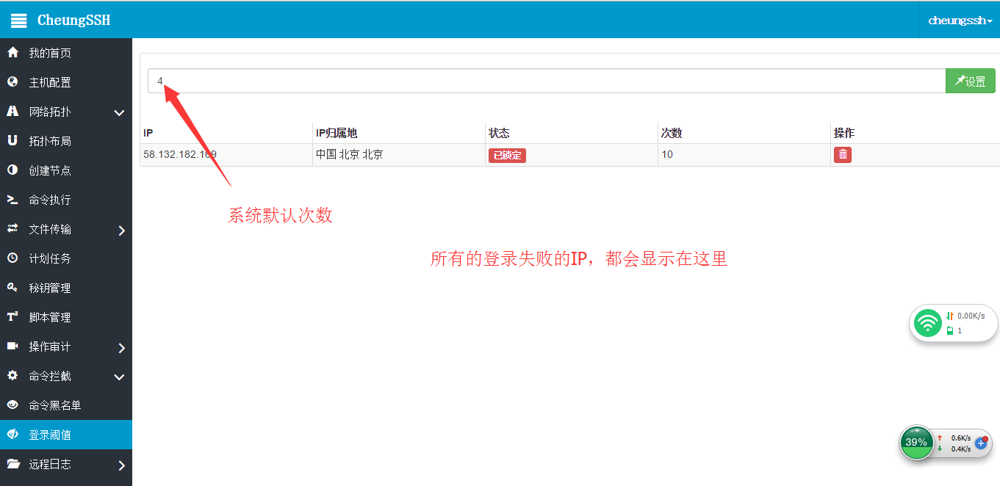 CheungSSH
cheungssh
我的首页
主机配置
网络拓扑
拓扑布局
创建节点
命令执行
文件传输
计划任务
秘钥管理
脚本管理
操作审计
命令拦截
命令黑名单
登录阈值
远程日志
4
设置
IP IP归属地 状态 次数 操作
58.132.182.169 中国 北京 北京 已锁定 10
系统默认次数
所有的登录失败的IP，都会显示在这里
0.00K/s
1
39% 0.6K/s
0.4K/s